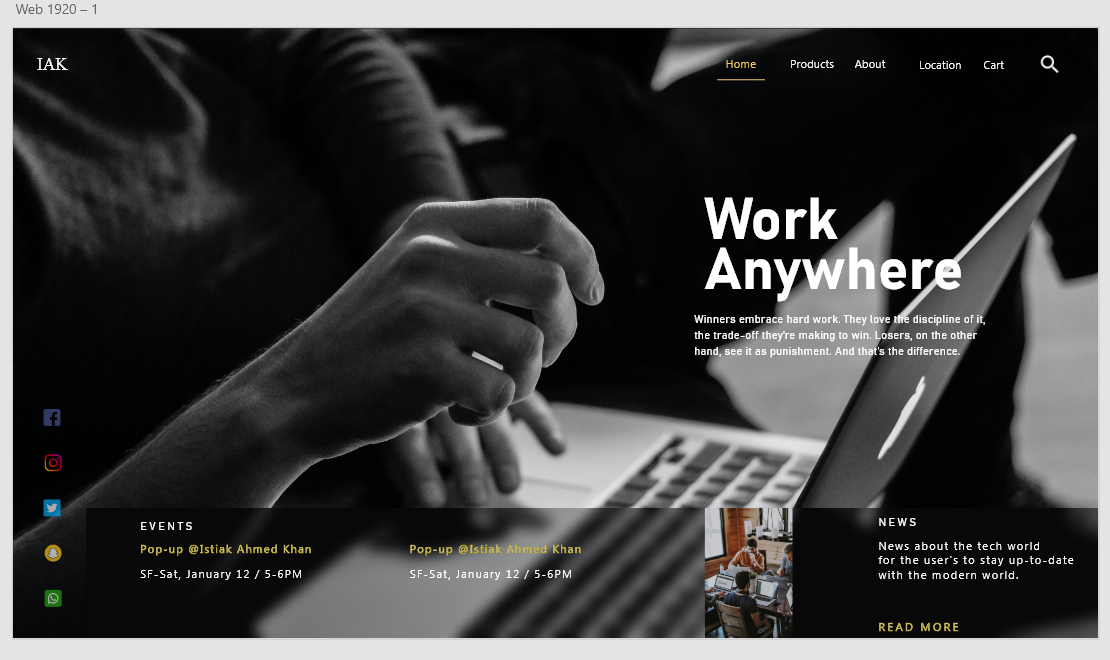 Web 1920 – 1
IAK
Home Products About Location Cart
Work
Anywhere
Winners embrace hard work. They love the discipline of it,
the trade-off they're making to win. Losers, on the other
hand, see it as punishment. And that's the difference.
EVENTS
Pop-up @Istiak Ahmed Khan
SF-Sat, January 12 / 5-6PM
Pop-up @Istiak Ahmed Khan
SF-Sat, January 12 / 5-6PM
NEWS
News about the tech world
for the user's to stay up-to-date
with the modern world.
READ MORE